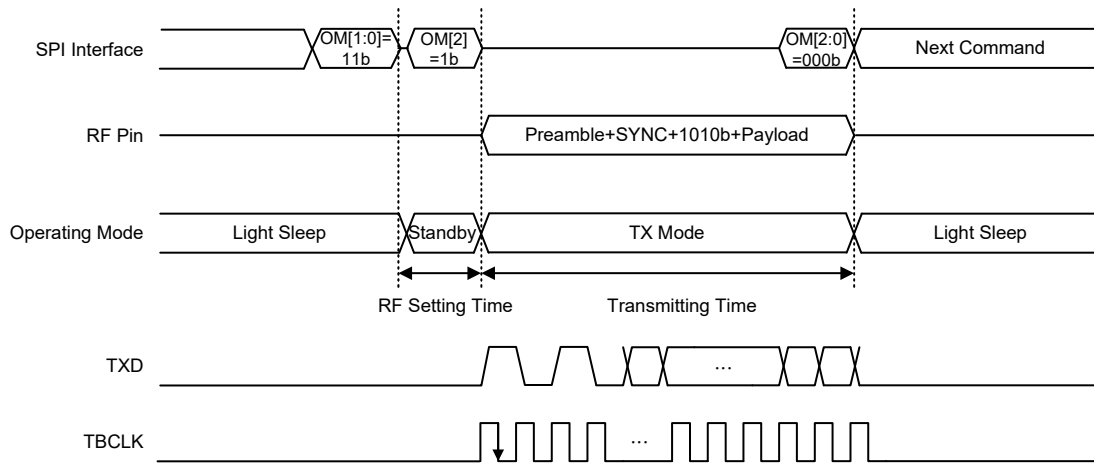 SPI Interface
OM[1:0]=
11b
OM[2]
=1b
OM[2:0]
=000b
Next Command
RF Pin
Preamble+SYNC+1010b+Payload
Operating Mode
Light Sleep
Standby
TX Mode
Light Sleep
RF Setting Time
Transmitting Time
TXD
...
TBCLK
...